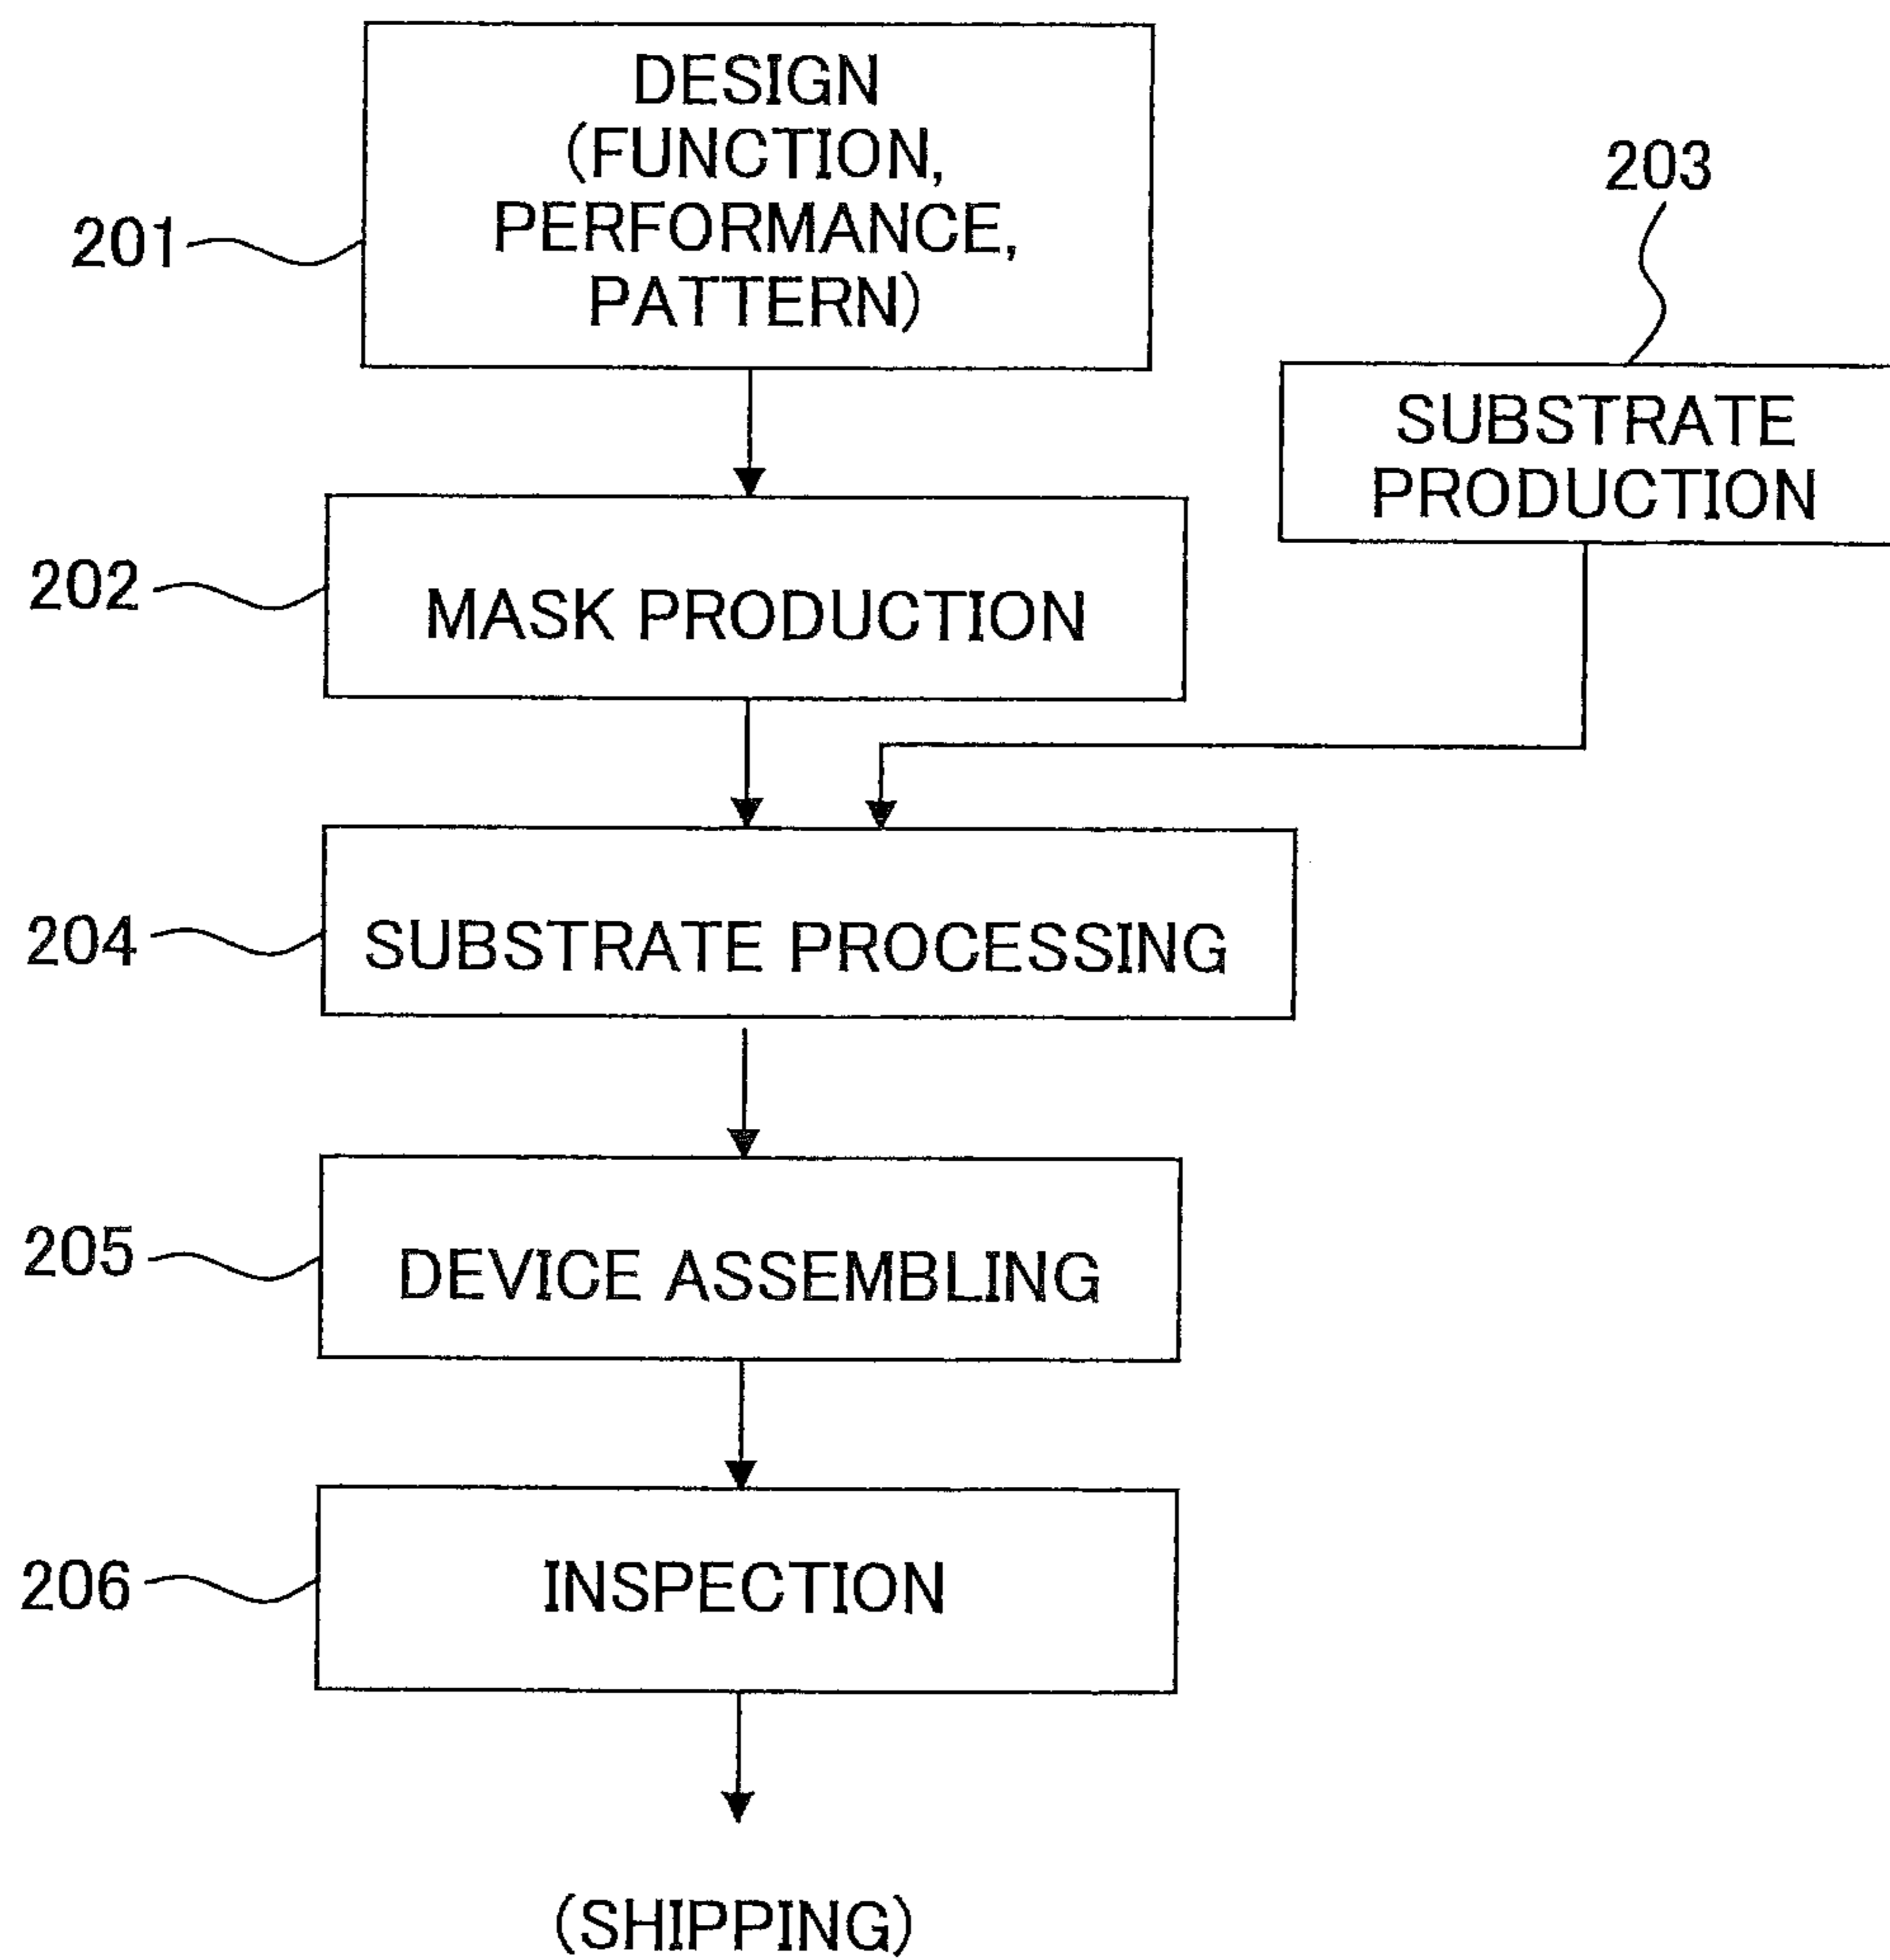 DESIGN
(FUNCTION,
PERFORMANCE,
PATTERN)
201
203
SUBSTRATE
PRODUCTION
202
MASK PRODUCTION
204
SUBSTRATE PROCESSING
205
DEVICE ASSEMBLING
206
INSPECTION
(SHIPPING)